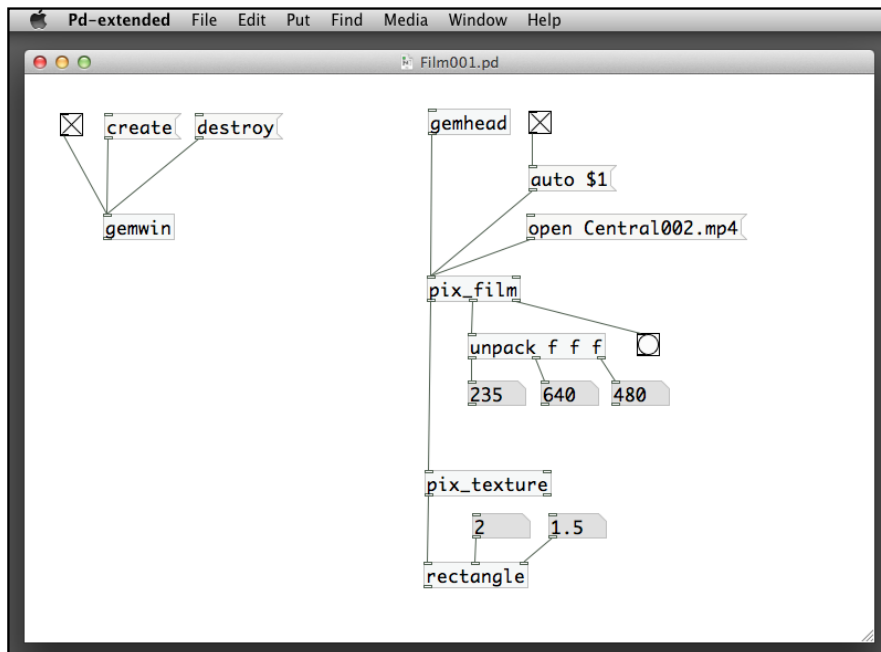 Pd-extended File Edit Put Find Media Window Help
Film001.pd
create destroy
gemwin
gemhead
auto $1
open Central002.mp4
pix_film
unpack f f f
235 640 480
pix_texture
2 1.5
rectangle